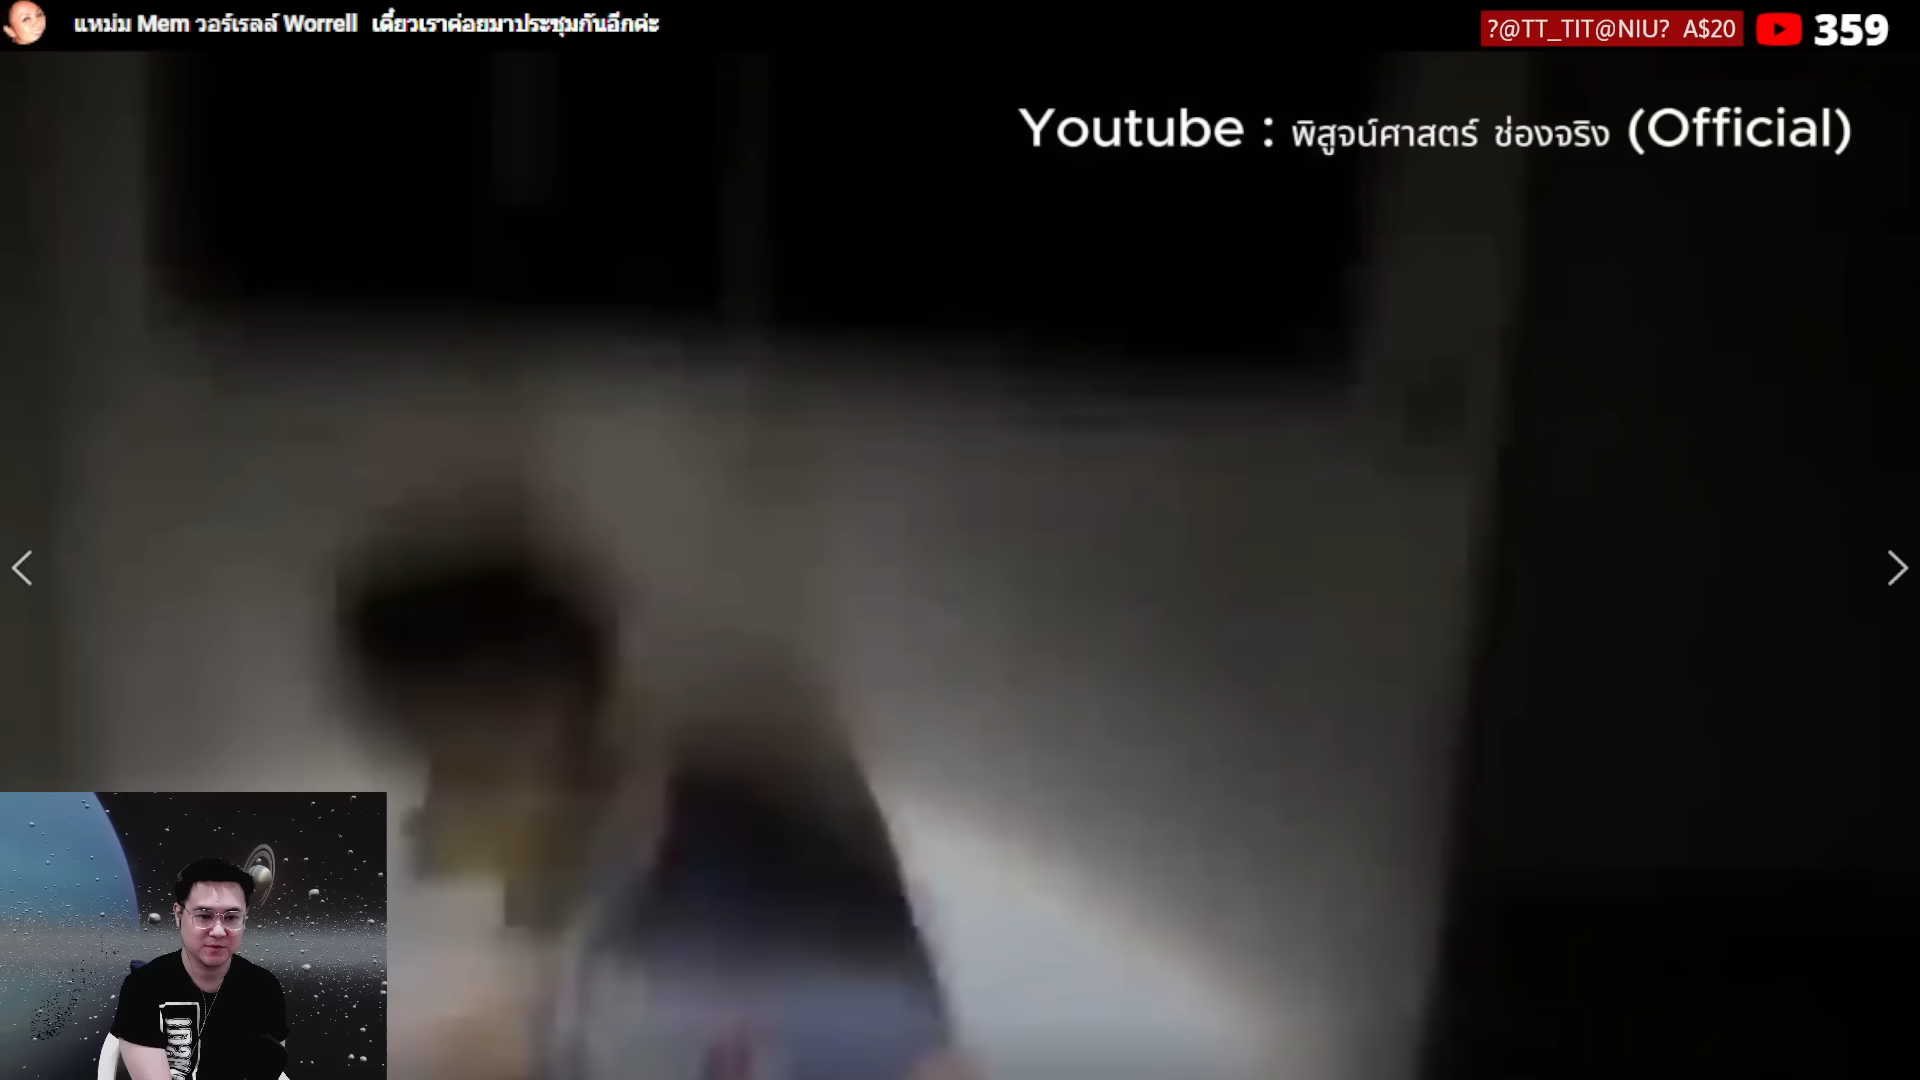 แหม่ม Mem วอร์เรลล์ Worrell เดี๋ยวเราค่อยมาประชุมกันอีกค่ะ
?@TT_TIT@NIU? A$20
359
Youtube : พิสูจน์ศาสตร์ ช่องจริง (Official)